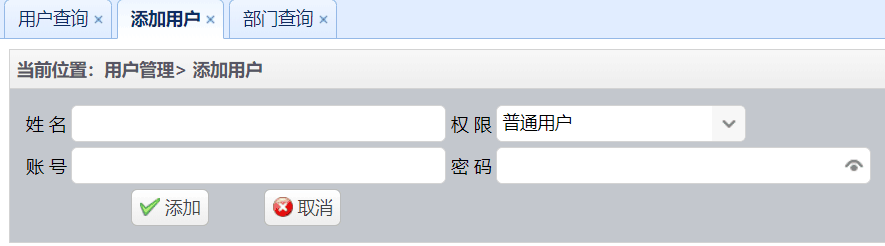 用户查询× 添加用户× 部门查询×
当前位置：用户管理> 添加用户
姓 名 权 限 普通用户
账 号 密 码
添加 取消